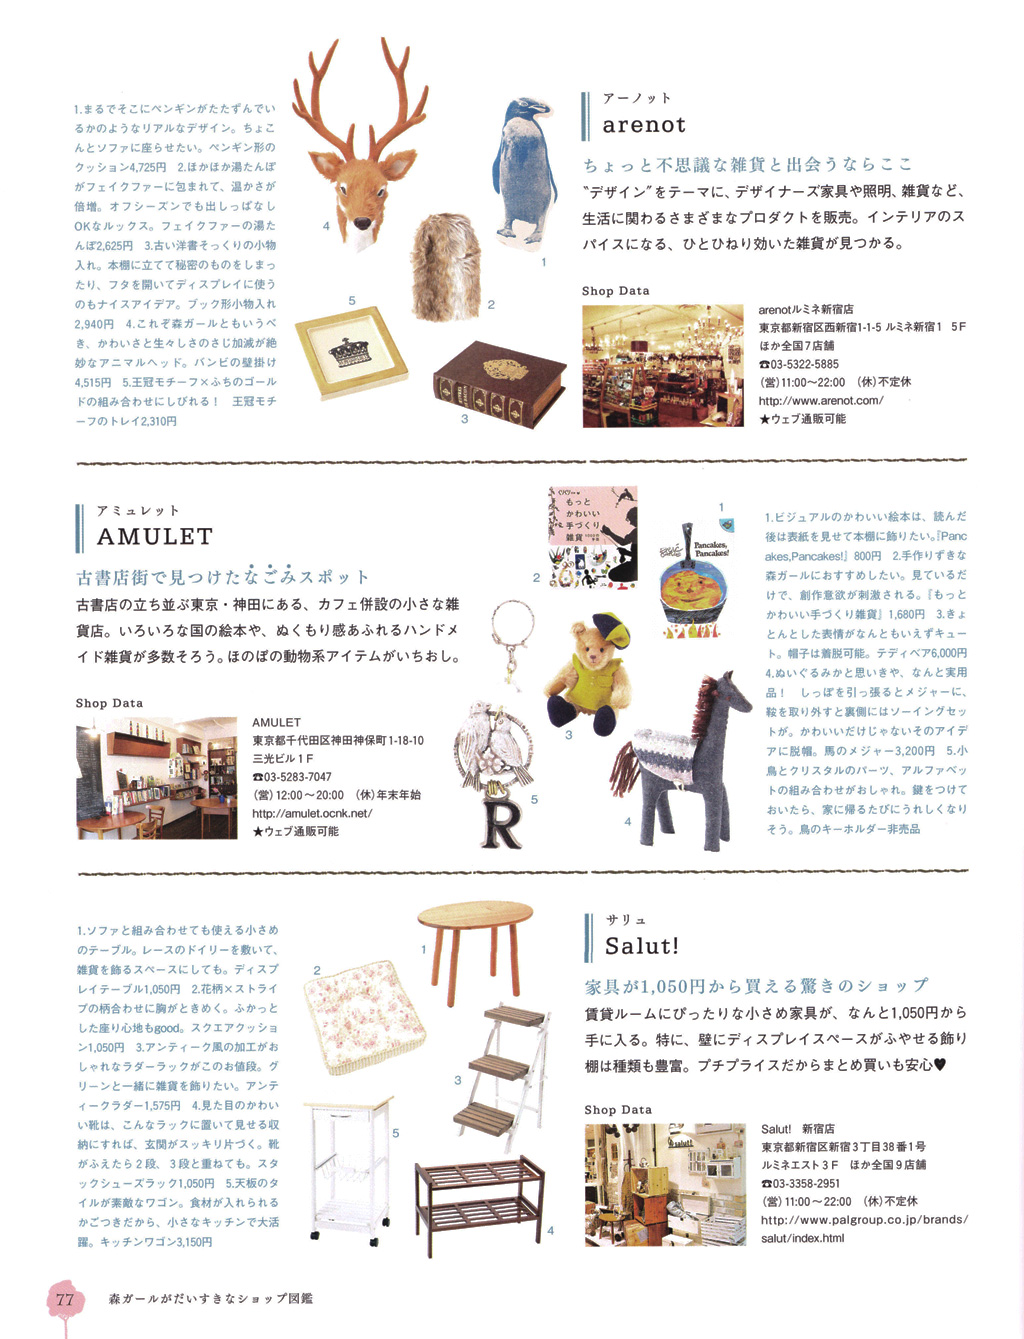 1.まるでそこにペンギンがたたずんでい
るかのようなリアルなデザイン。ちょこ
んとソファに座らせたい。ペンギン形の
クッション4,725円　2.ほかほか湯たんぽ
がフェイクファーに包まれて、温かさが
倍増。オフシーズンでも出しっぱなし
OKなルックス。フェイクファーの湯た
んぽ2,625円　3.古い洋書そっくりの小物
入れ。本棚に立てて秘密のものをしまっ
たり、フタを開いてディスプレイに使う
のもナイスアイデア。ブック形小物入れ
2,940円　4.これぞ森ガールともいうべ
き、かわいさと生々しさのさじ加減が絶
妙なアニマルヘッド。バンビの壁掛け
4,515円　5.王冠モチーフ×ふちのゴール
ドの組み合わせにしびれる！　王冠モチ
ーフのトレイ2,310円
4
1
2
5
3
アーノット
arenot
ちょっと不思議な雑貨と出会うならここ
“デザイン”をテーマに、デザイナーズ家具や照明、雑貨など、
生活に関わるさまざまなプロダクトを販売。インテリアのス
パイスになる、ひとひねり効いた雑貨が見つかる。
Shop Data
arenotルミネ新宿店
東京都新宿区西新宿1-1-5 ルミネ新宿1　5F
ほか全国7店舗
☎03-5322-5885
(営)11:00～22:00　(休)不定休
http://www.arenot.com/
★ウェブ通販可能
アミュレット
AMULET
古書店街で見つけたなごみスポット
古書店の立ち並ぶ東京・神田にある、カフェ併設の小さな雑
貨店。いろいろな国の絵本や、ぬくもり感あふれるハンドメ
イド雑貨が多数そろう。ほのぼの動物系アイテムがいちおし。
Shop Data
AMULET
東京都千代田区神田神保町1-18-10
三光ビル1F
☎03-5283-7047
(営)12:00～20:00　(休)年末年始
http://amulet.ocnk.net/
★ウェブ通販可能
もっと
かわいい
手づくり
雑貨
Pancakes,
Pancakes!
1
2
3
4
5
R
1.ビジュアルのかわいい絵本は、読んだ
後は表紙を見せて本棚に飾りたい。『Panc
akes,Pancakes!』800円　2.手作りずきな
森ガールにおすすめしたい。見ているだ
けで、創作意欲が刺激される。『もっと
かわいい手づくり雑貨』1,680円　3.きょ
とんとした表情がなんともいえずキュー
ト。帽子は着脱可能。テディベア6,000円
4.ぬいぐるみかと思いきや、なんと実用
品！　しっぽを引っ張るとメジャーに、
鞍を取り外すと裏側にはソーイングセッ
トが。かわいいだけじゃないそのアイデ
アに脱帽。馬のメジャー3,200円　5.小
鳥とクリスタルのパーツ、アルファベッ
トの組み合わせがおしゃれ。鍵をつけて
おいたら、家に帰るたびにうれしくなり
そう。鳥のキーホルダー非売品
1.ソファと組み合わせても使える小さめ
のテーブル。レースのドイリーを敷いて、
雑貨を飾るスペースにしても。ディスプ
レイテーブル1,050円　2.花柄×ストライ
プの柄合わせに胸がときめく。ふかっと
した座り心地もgood。スクエアクッショ
ン1,050円　3.アンティーク風の加工がお
しゃれなラダーラックがこのお値段。グ
リーンと一緒に雑貨を飾りたい。アンテ
ィークラダー1,575円　4.見た目のかわい
い靴は、こんなラックに置いて見せる収
納にすれば、玄関がスッキリ片づく。靴
がふえたら2段、3段と重ねても。スタ
ックシューズラック1,050円　5.天板のタ
イルが素敵なワゴン。食材が入れられる
かごつきだから、小さなキッチンで大活
躍。キッチンワゴン3,150円
1
2
3
5
4
サリュ
Salut!
家具が1,050円から買える驚きのショップ
賃貸ルームにぴったりな小さめ家具が、なんと1,050円から
手に入る。特に、壁にディスプレイスペースがふやせる飾り
棚は種類も豊富。プチプライスだからまとめ買いも安心♥
Shop Data
salut!
Salut!　新宿店
東京都新宿区新宿3丁目38番1号
ルミネエスト3F　ほか全国9店舗
☎03-3358-2951
(営)11:00～22:00　(休)不定休
http://www.palgroup.co.jp/brands/
salut/index.html
77
森ガールがだいすきなショップ図鑑